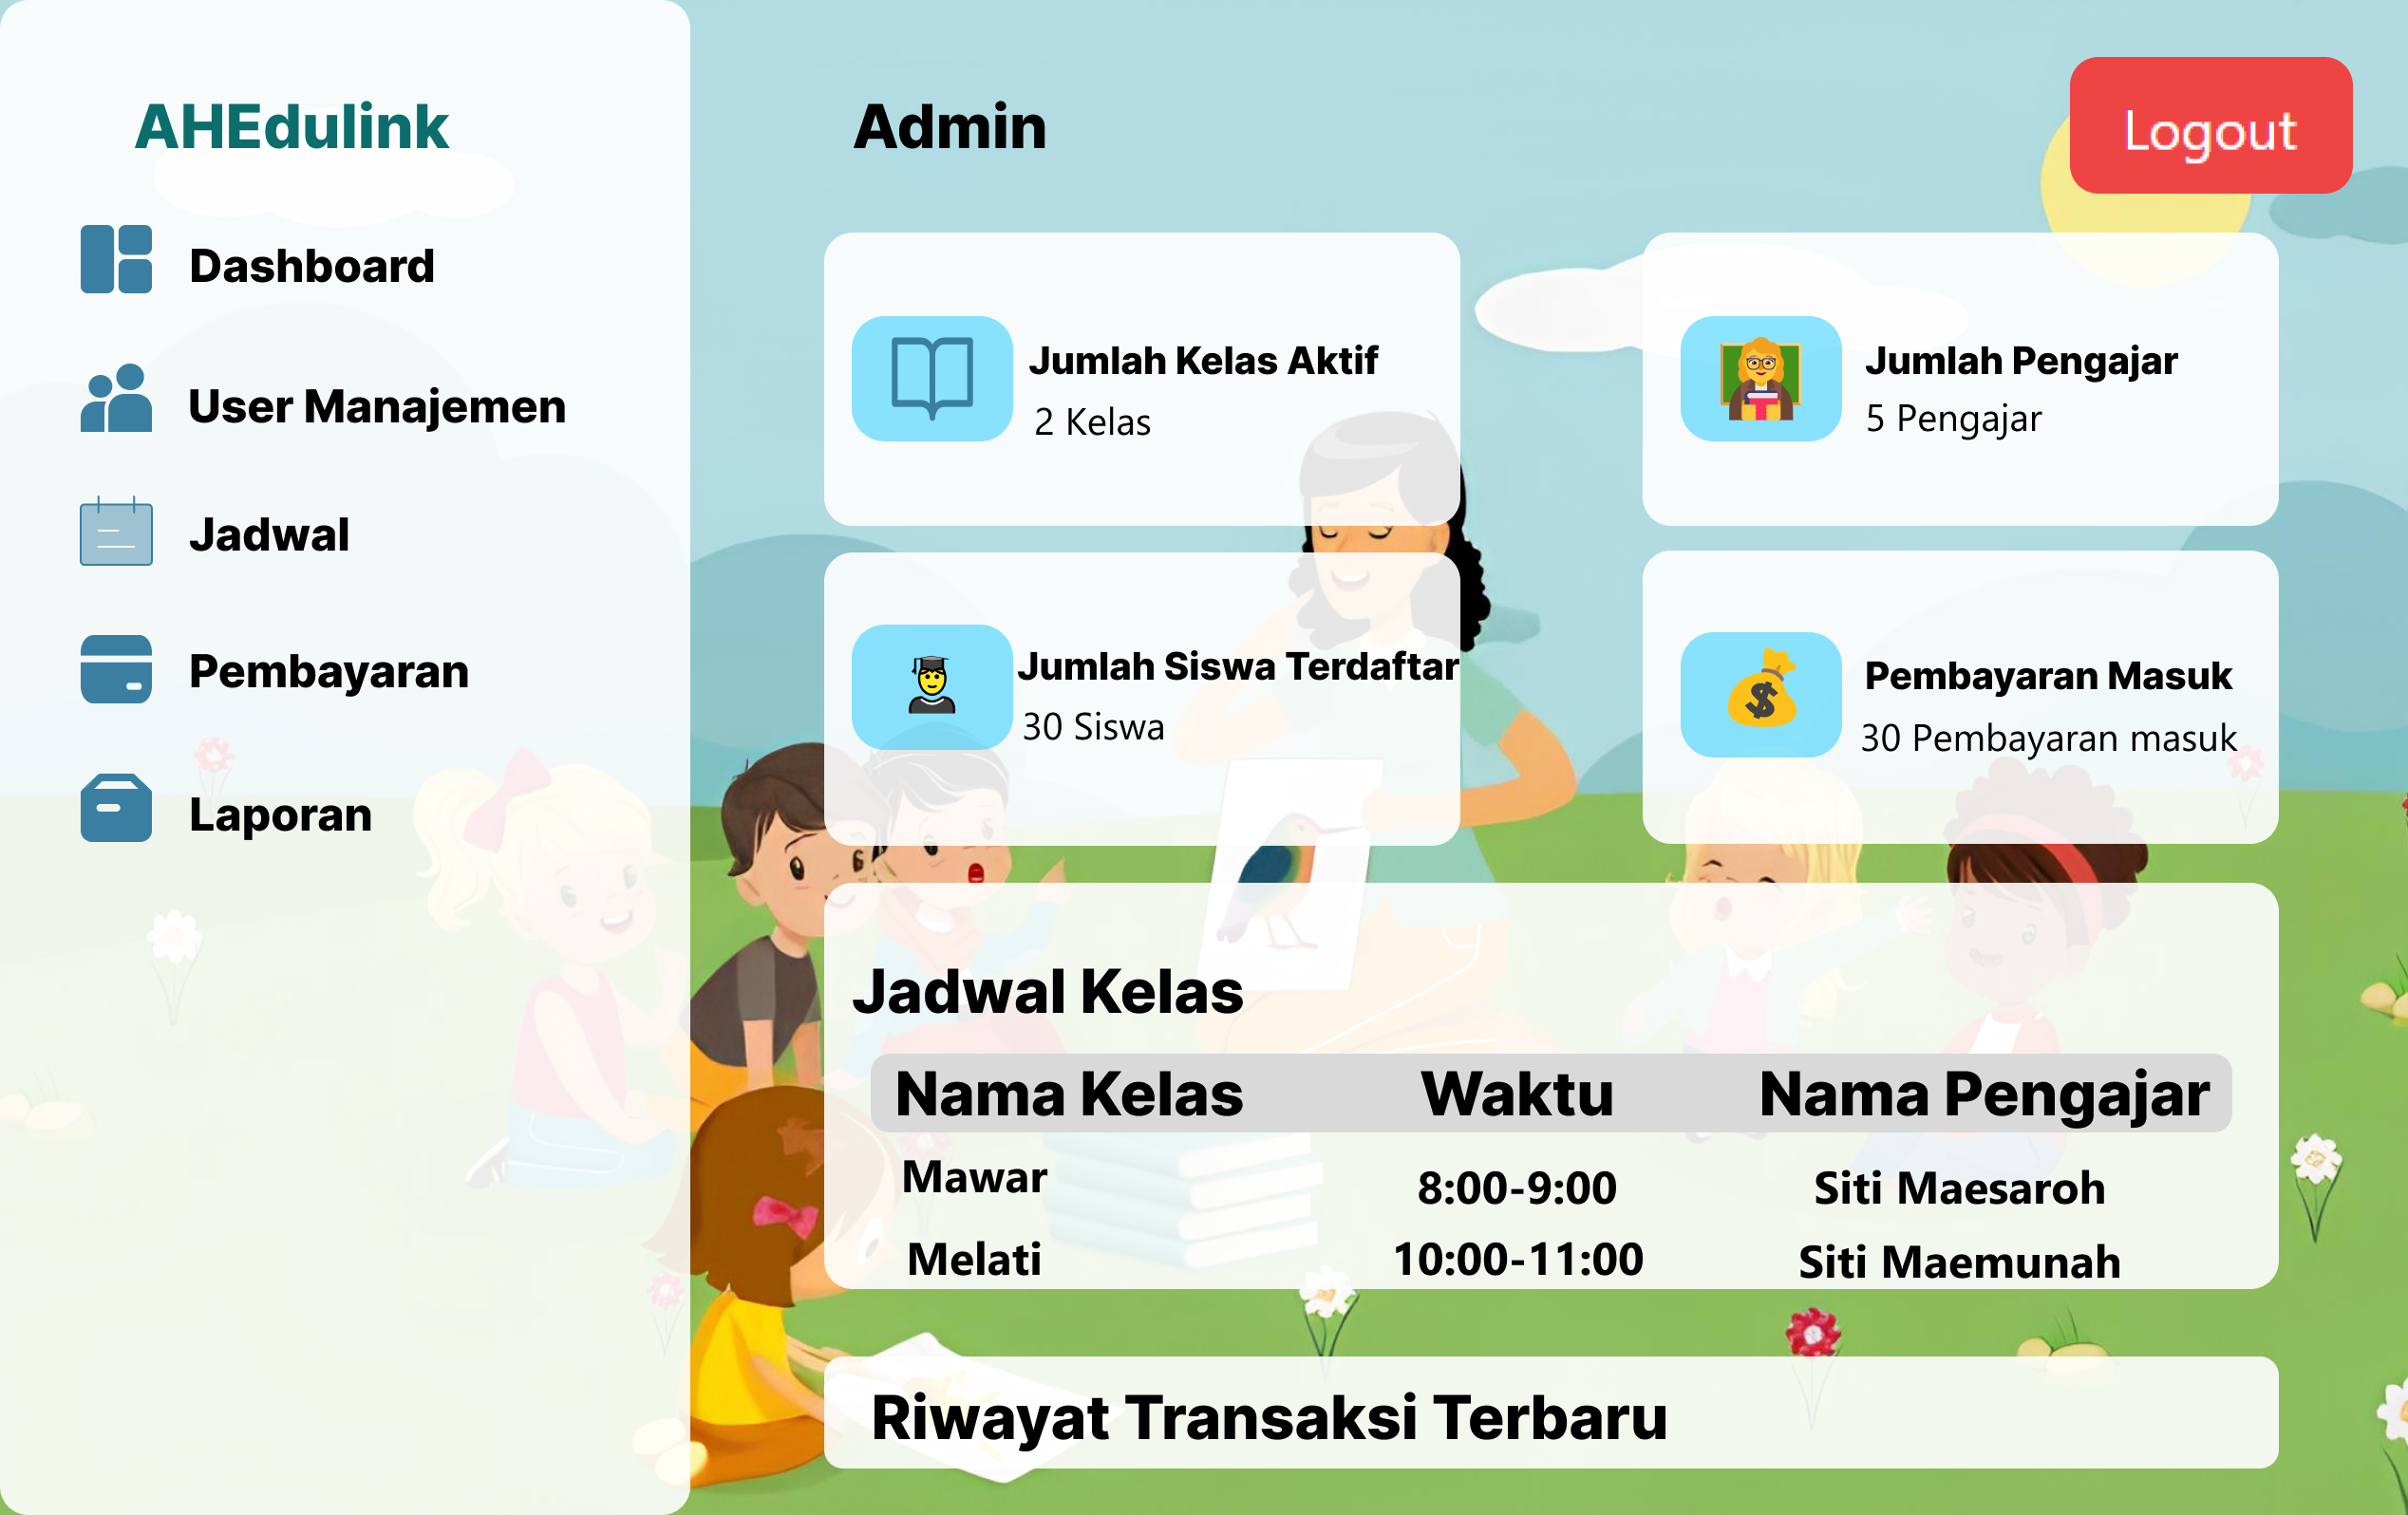 AHEdulink
Dashboard
User Manajemen
Jadwal
Pembayaran
Laporan
Admin
Logout
Jumlah Kelas Aktif
2 Kelas
Jumlah Pengajar
5 Pengajar
Jumlah Siswa Terdaftar
30 Siswa
Pembayaran Masuk
30 Pembayaran masuk
Jadwal Kelas
Nama Kelas Waktu Nama Pengajar
Mawar 8:00-9:00 Siti Maesaroh
Melati 10:00-11:00 Siti Maemunah
Riwayat Transaksi Terbaru